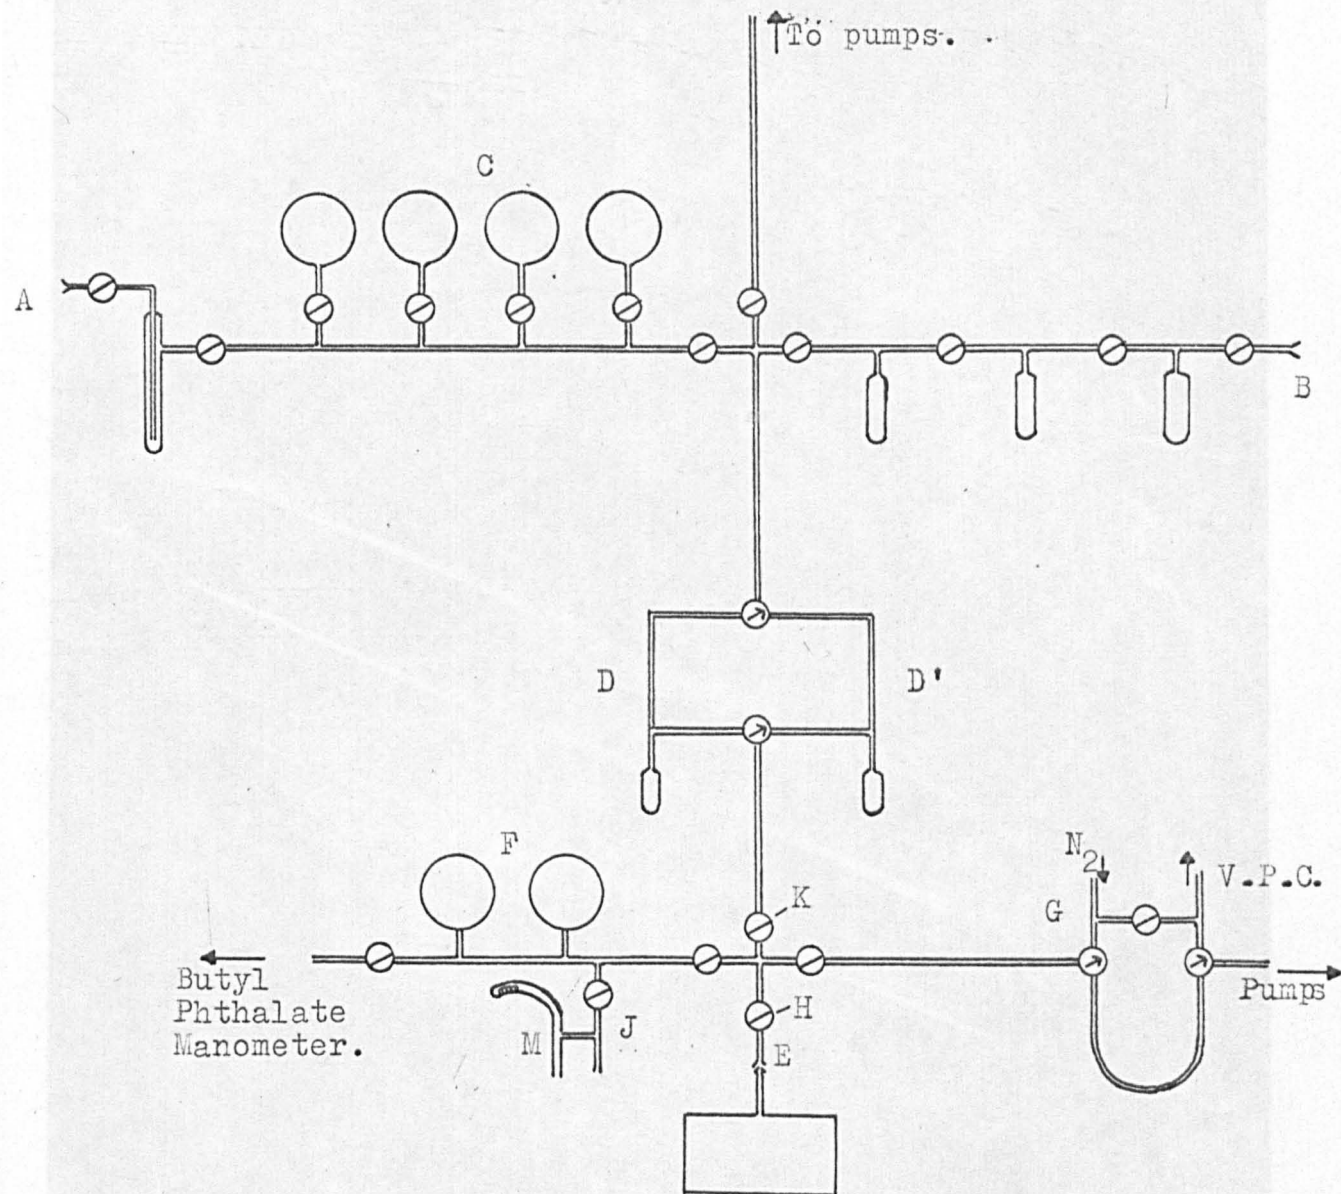 To pumps.
C
A
B
D
D'
F
K
N2
V.P.C.
G
Pumps
Butyl
Phthalate
Manometer.
H
J
M
E